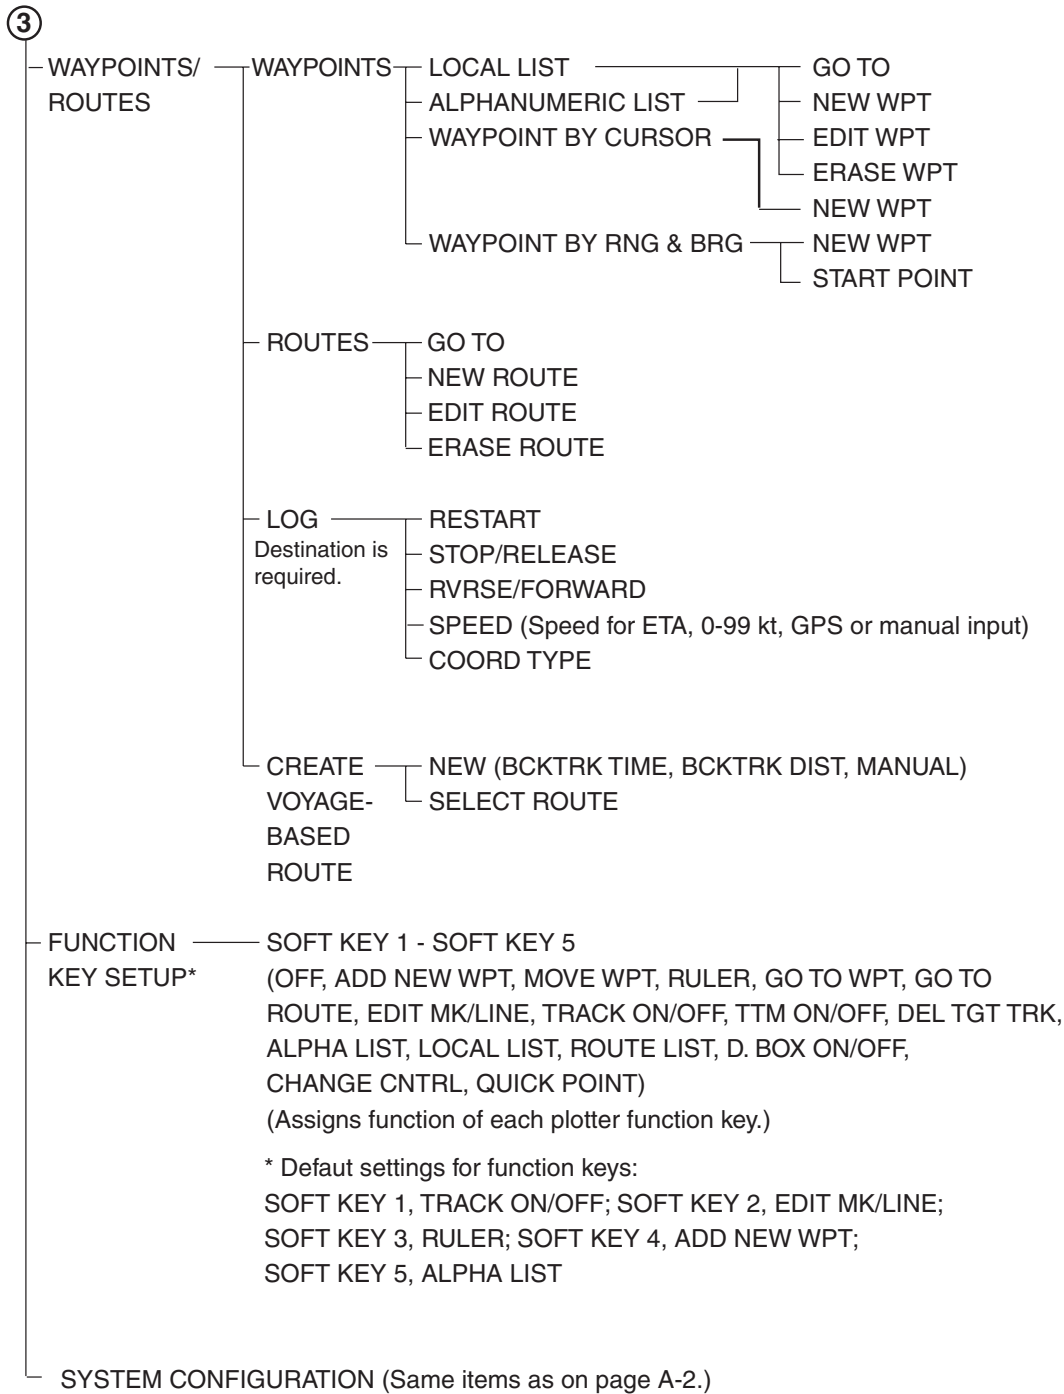 3
WAYPOINTS/ WAYPOINTS LOCAL LIST GO TO
ROUTES ALPHANUMERIC LIST NEW WPT
WAYPOINT BY CURSOR EDIT WPT
ERASE WPT
NEW WPT
WAYPOINT BY RNG & BRG NEW WPT
START POINT
ROUTES GO TO
NEW ROUTE
EDIT ROUTE
ERASE ROUTE
LOG RESTART
Destination is STOP/RELEASE
required. RVRSE/FORWARD
SPEED (Speed for ETA, 0-99 kt, GPS or manual input)
COORD TYPE
CREATE NEW (BCKTRK TIME, BCKTRK DIST, MANUAL)
VOYAGE- SELECT ROUTE
BASED
ROUTE
FUNCTION SOFT KEY 1 - SOFT KEY 5
KEY SETUP* (OFF, ADD NEW WPT, MOVE WPT, RULER, GO TO WPT, GO TO
ROUTE, EDIT MK/LINE, TRACK ON/OFF, TTM ON/OFF, DEL TGT TRK,
ALPHA LIST, LOCAL LIST, ROUTE LIST, D. BOX ON/OFF,
CHANGE CNTRL, QUICK POINT)
(Assigns function of each plotter function key.)
* Defaut settings for function keys:
SOFT KEY 1, TRACK ON/OFF; SOFT KEY 2, EDIT MK/LINE;
SOFT KEY 3, RULER; SOFT KEY 4, ADD NEW WPT;
SOFT KEY 5, ALPHA LIST
SYSTEM CONFIGURATION (Same items as on page A-2.)